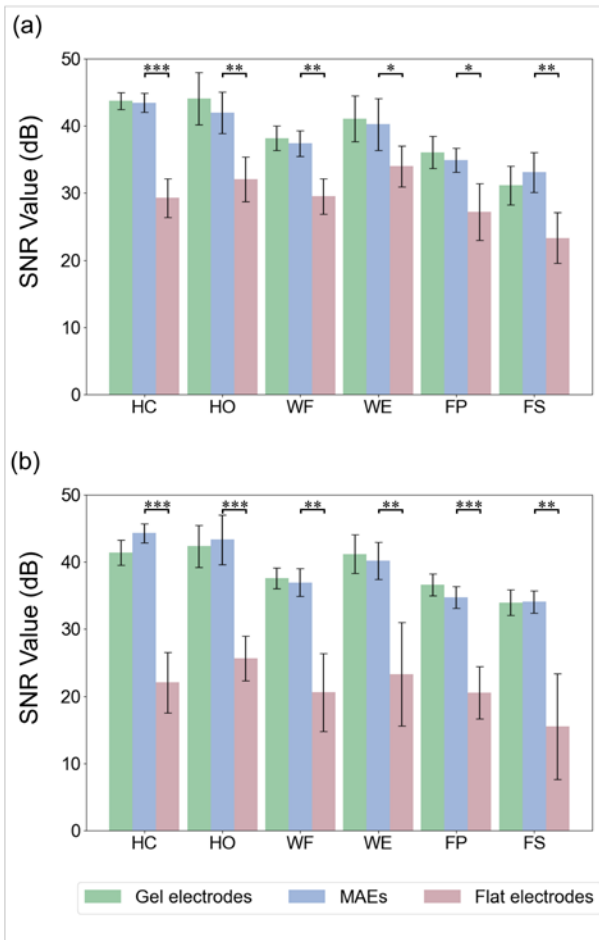 (a)
SNR Value (dB)
50
40
30
20
10
0
*** ** ** * * **
HC HO WF WE FP FS
(b)
SNR Value (dB)
50
40
30
20
10
0
*** *** ** ** *** **
HC HO WF WE FP FS
Gel electrodes MAEs Flat electrodes